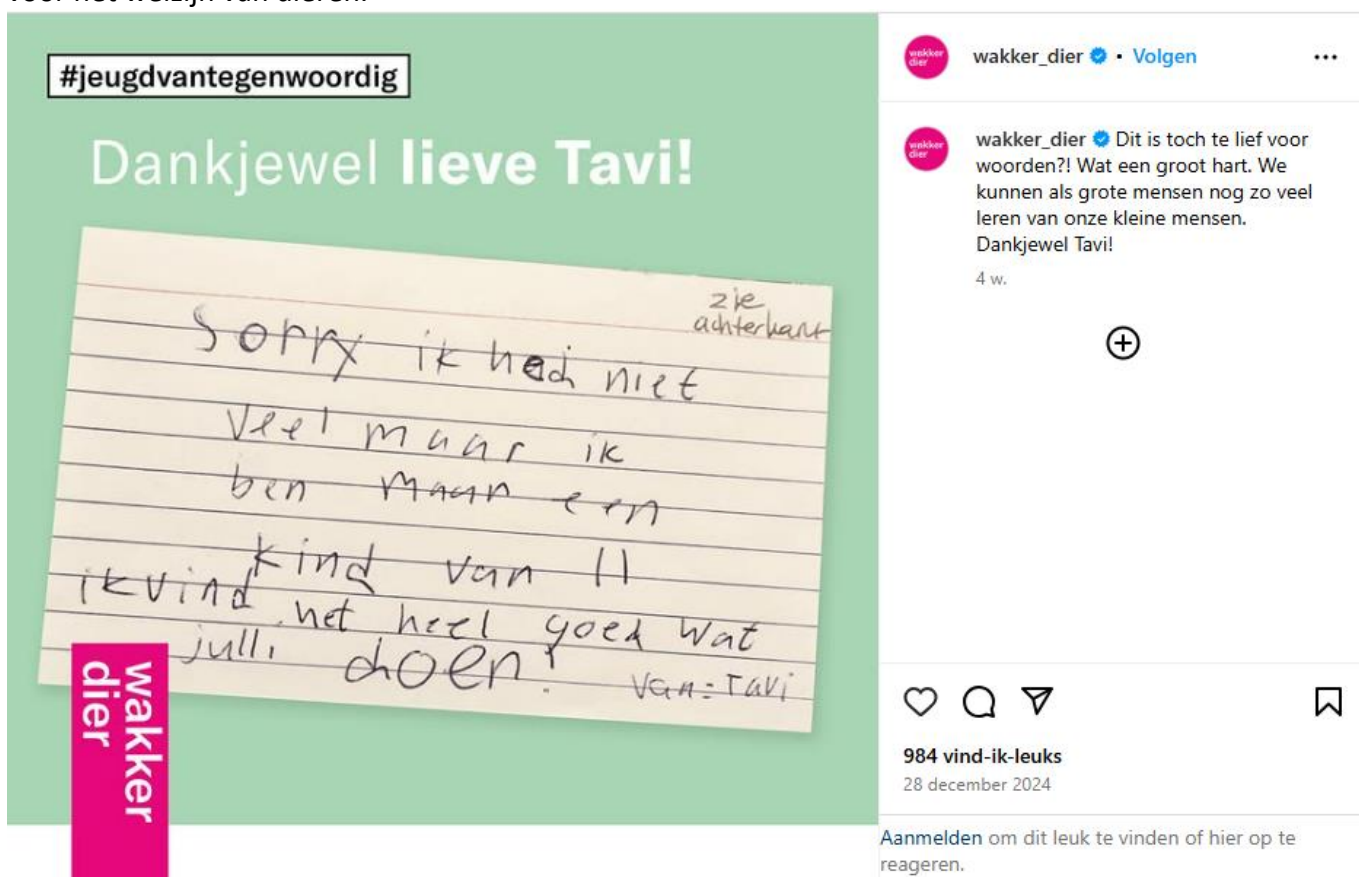 voor het welzijn van dieren.
#jeugdvantegenwoordig
Dankjewel lieve Tavi!
zie
achterkant
Sorry ik had niet
veel maar ik
ben maar een
kind van 11
ik vind het heel goed wat
julli doen!
van: Tavi
wakker
dier
wakker
dier
wakker_dier • Volgen
wakker
dier
wakker_dier Dit is toch te lief voor
woorden?! Wat een groot hart. We
kunnen als grote mensen nog zo veel
leren van onze kleine mensen.
Dankjewel Tavi!
4 w.
984 vind-ik-leuks
28 december 2024
Aanmelden om dit leuk te vinden of hier op te
reageren.